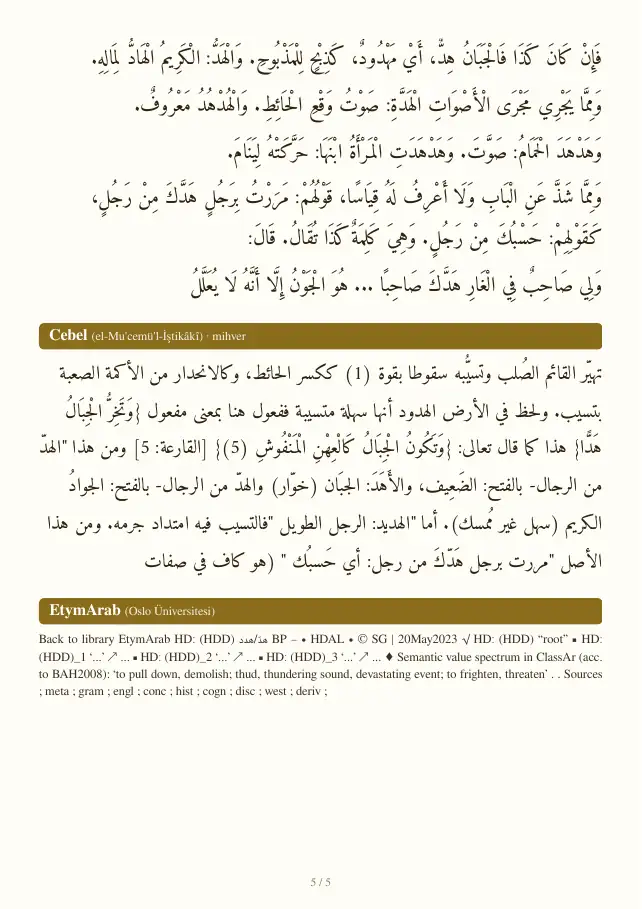 فَإِنْ كَانَ كَذَا فَالْجَبَانُ هِدٌّ، أَيْ مَهْدُودٌ، كَذِبْحٍ لِلْمَذْبُوحِ. وَالْهَدُّ: الْكَرِيمُ الْهَادُّ لِمَالِهِ.
وَمِمَّا يَجْرِي مَجْرَى الْأَصْوَاتِ الْهَدَّةِ: صَوْتُ وَقْعِ الْحَائِطِ. وَالْهُدْهُدُ مَعْرُوفٌ.
وَهَدْهَدَ الْحَمَامُ: صَوَّتَ. وَهَدْهَدَتِ الْمَرْأَةُ ابْنَهَا: حَرَّكَتْهُ لِيَنَامَ.
وَمِمَّا شَذَّ عَنِ الْبَابِ وَلَا أَعْرِفُ لَهُ قِيَاسًا، قَوْلُهُمْ: مَرَرْتُ بِرَجُلٍ هَدَّكَ مِنْ رَجُلٍ،
كَقَوْلِهِمْ: حَسْبُكَ مِنْ رَجُلٍ. وَهِيَ كَلِمَةٌ كَذَا تُقَالُ. قَالَ:
وَلِي صَاحِبٌ فِي الْغَارِ هَدَّكَ صَاحِبًا ... هُوَ الْجَوْنُ إِلَّا أَنَّهُ لَا يُعَلَّلُ
Cebel (el-Mu'cemü'l-İştikâkî) · mihver
تهيّر القائم الصُلب وتسيُّبه سقوطا بقوة (1) ككسر الحائط، وكالانحدار من الأكمة الصعبة
بتسيب. ولحظ في الأرض الهدود أنها سهلة متسيبة ففعول هنا بمعنى مفعول {وَتَخِرُّ الْجِبَالُ
هَدًّا} هذا كما قال تعالى: {وَتَكُونُ الْجِبَالُ كَالْعِهْنِ الْمَنْفُوشِ (5)} [القارعة: 5] ومن هذا "الهدّ
من الرجال- بالفتح: الضَعِيف، والأَهَدّ: الجبَان (خوّار) والهدّ من الرجال- بالفتح: الجوادُ
الكريم (سهل غير مُمسك). أما "الهديد: الرجل الطويل "فالتسيب فيه امتداد جرمه. ومن هذا
الأصل "مررت برجل هَدّكَ من رجل: أي حَسبُك " (هو كاف في صفات
EtymArab (Oslo Üniversitesi)
Back to library EtymArab HD: (HDD) هدّ/هدد BP – • HDAL • © SG | 20May2023 √ HD: (HDD) “root” ▪ HD:
(HDD)_1 ‘...’ ↗ ... ▪ HD: (HDD)_2 ‘...’ ↗ ... ▪ HD: (HDD)_3 ‘...’ ↗ ... ♦ Semantic value spectrum in ClassAr (acc.
to BAH2008): ‘to pull down, demolish; thud, thundering sound, devastating event; to frighten, threaten’ . . Sources
; meta ; gram ; engl ; conc ; hist ; cogn ; disc ; west ; deriv ;
5 / 5